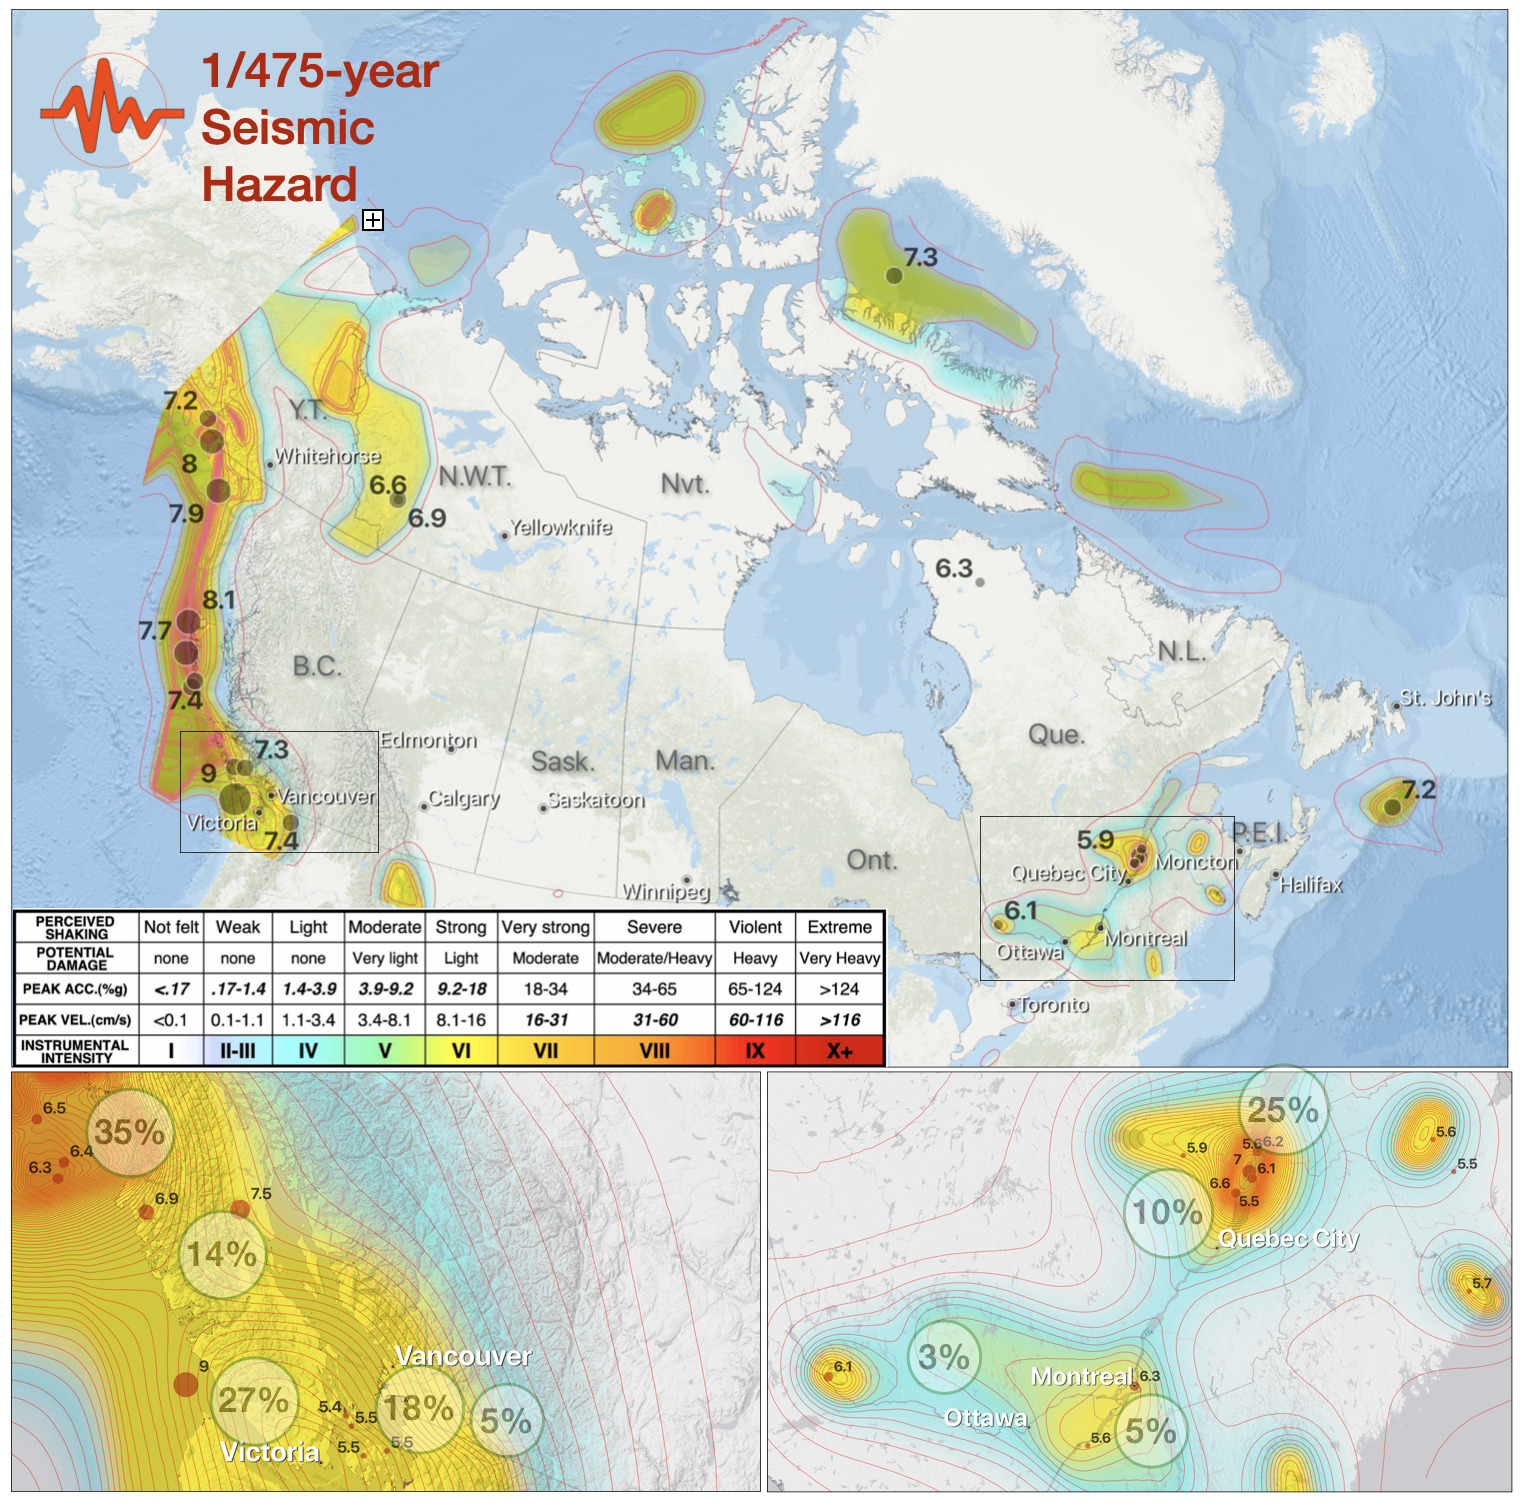 1/475-year
Seismic
Hazard
7.3
7.2
Y.T.
Whitehorse
8
N.W.T.
Nvt.
6.6
7.9
6.9
Yellowknife
6.3
8.1
7.7
B.C.
N.L.
7.4
St. John's
Que.
Edmonton
7.3
Sask.
Man.
9
7.2
Vancouver
Calgary
Saskatoon
Victoria
7.4
P.E.I.
5.9
Ont.
Moncton
Quebec City
Winnipeg
Halifax
6.1
Montreal
Ottawa
Toronto
PERCEIVED SHAKING Not felt Weak Light Moderate Strong Very strong Severe Violent Extreme
POTENTIAL DAMAGE none none none Very light Light Moderate Moderate/Heavy Heavy Very Heavy
PEAK ACC.(%g) <.17 .17-1.4 1.4-3.9 3.9-9.2 9.2-18 18-34 34-65 65-124 >124
PEAK VEL.(cm/s) <0.1 0.1-1.1 1.1-3.4 3.4-8.1 8.1-16 16-31 31-60 60-116 >116
INSTRUMENTAL INTENSITY I II-III IV V VI VII VIII IX X+
6.5
35%
6.4
6.3
6.9
7.5
14%
Vancouver
9
27%
5.4
5.5
18%
5%
5.5
5.5
Victoria
25%
5.6
5.6
6.2
5.9
7
6.1
5.5
6.6
5.5
10%
Quebec City
5.7
3%
6.1
Montreal
6.3
Ottawa
5.6
5%